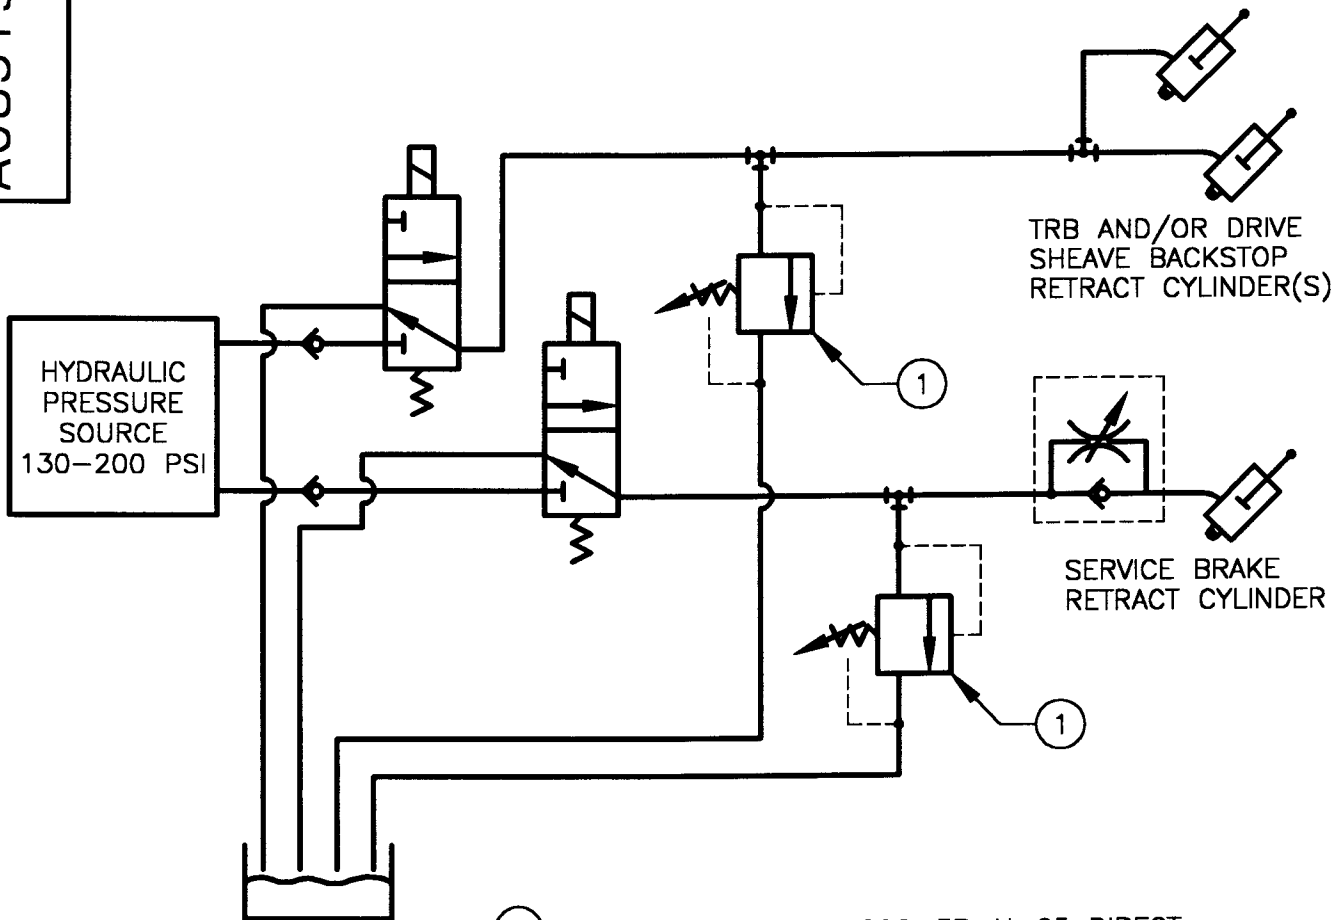 HYDRAULIC
PRESSURE
SOURCE
130-200 PSI
TRB AND/OR DRIVE
SHEAVE BACKSTOP
RETRACT CYLINDER(S)
1
SERVICE BRAKE
RETRACT CYLINDER
1